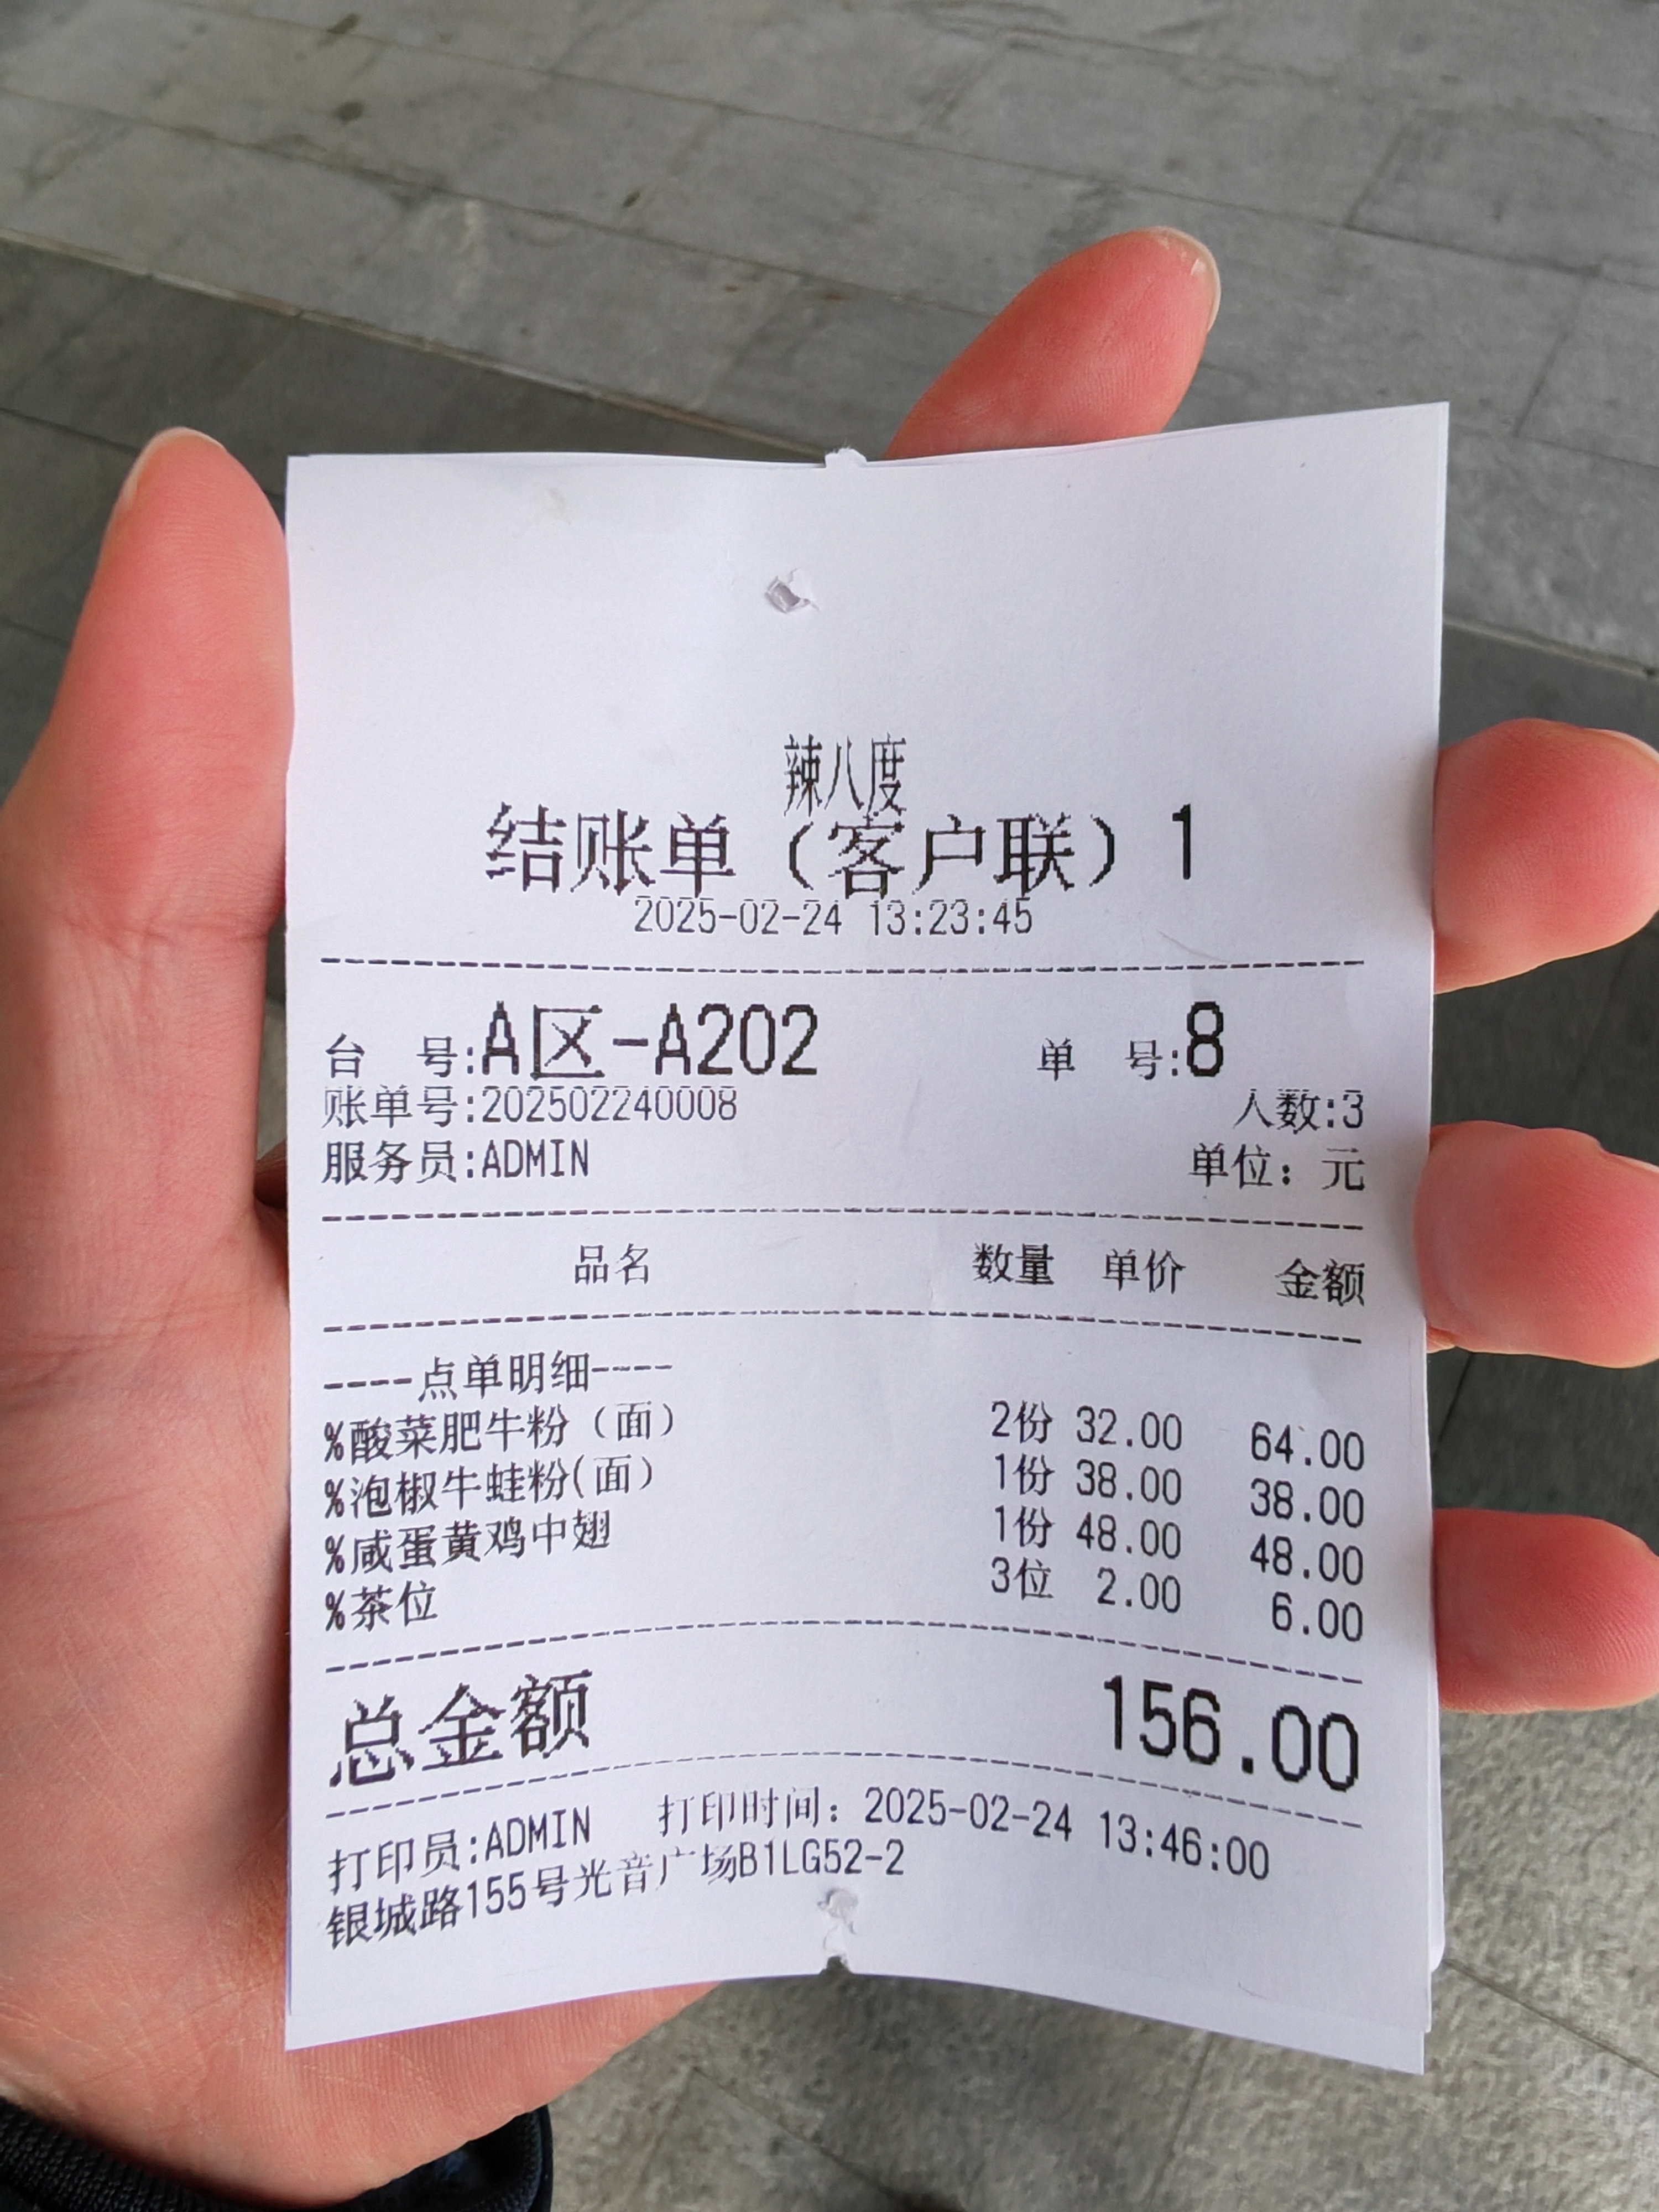 辣八度
结账单（客户联）1
2025-02-24 13:23:45
台 号:A区-A202 单 号:8
账单号:202502240008 人数:3
服务员:ADMIN 单位：元
品名 数量 单价 金额
----点单明细----
%酸菜肥牛粉（面） 2份 32.00 64.00
%泡椒牛蛙粉(面） 1份 38.00 38.00
%咸蛋黄鸡中翅 1份 48.00 48.00
%茶位 3位 2.00 6.00
总金额 156.00
打印员:ADMIN 打印时间：2025-02-24 13:46:00
银城路155号光音广场B1LG52-2